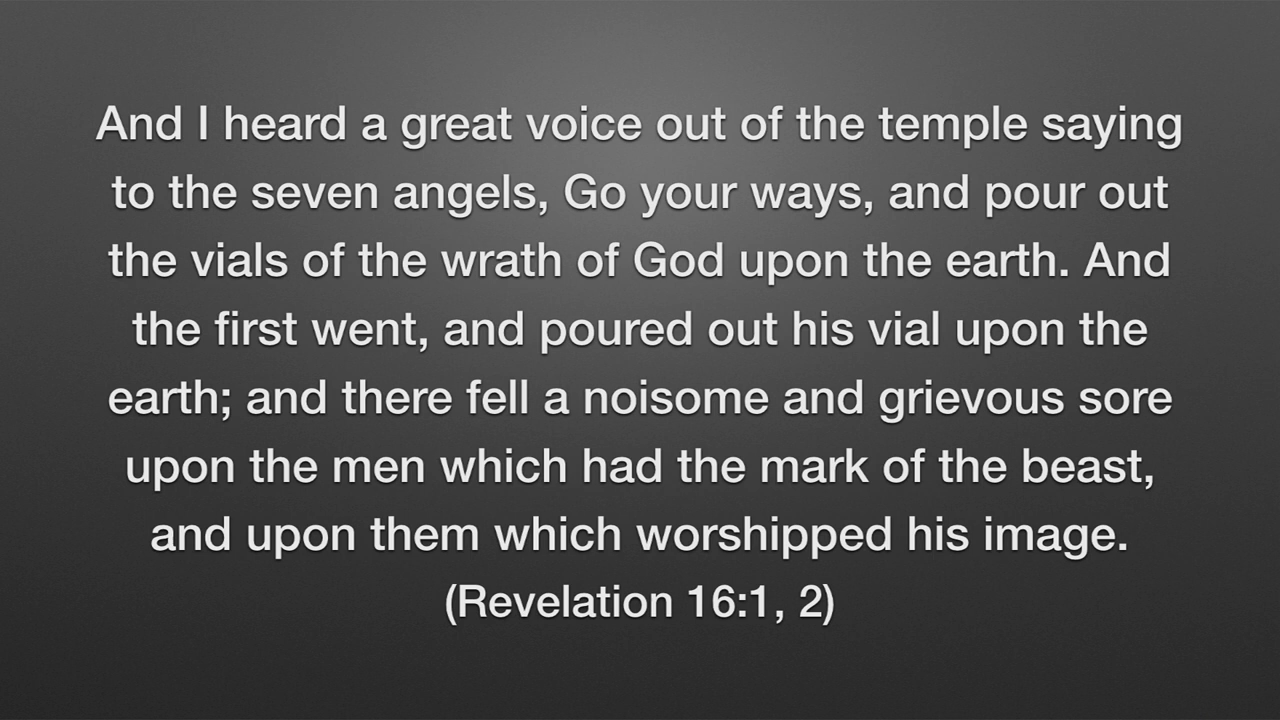 And I heard a great voice out of the temple saying
to the seven angels, Go your ways, and pour out
the vials of the wrath of God upon the earth. And
the first went, and poured out his vial upon the
earth; and there fell a noisome and grievous sore
upon the men which had the mark of the beast,
and upon them which worshipped his image.
(Revelation 16:1, 2)